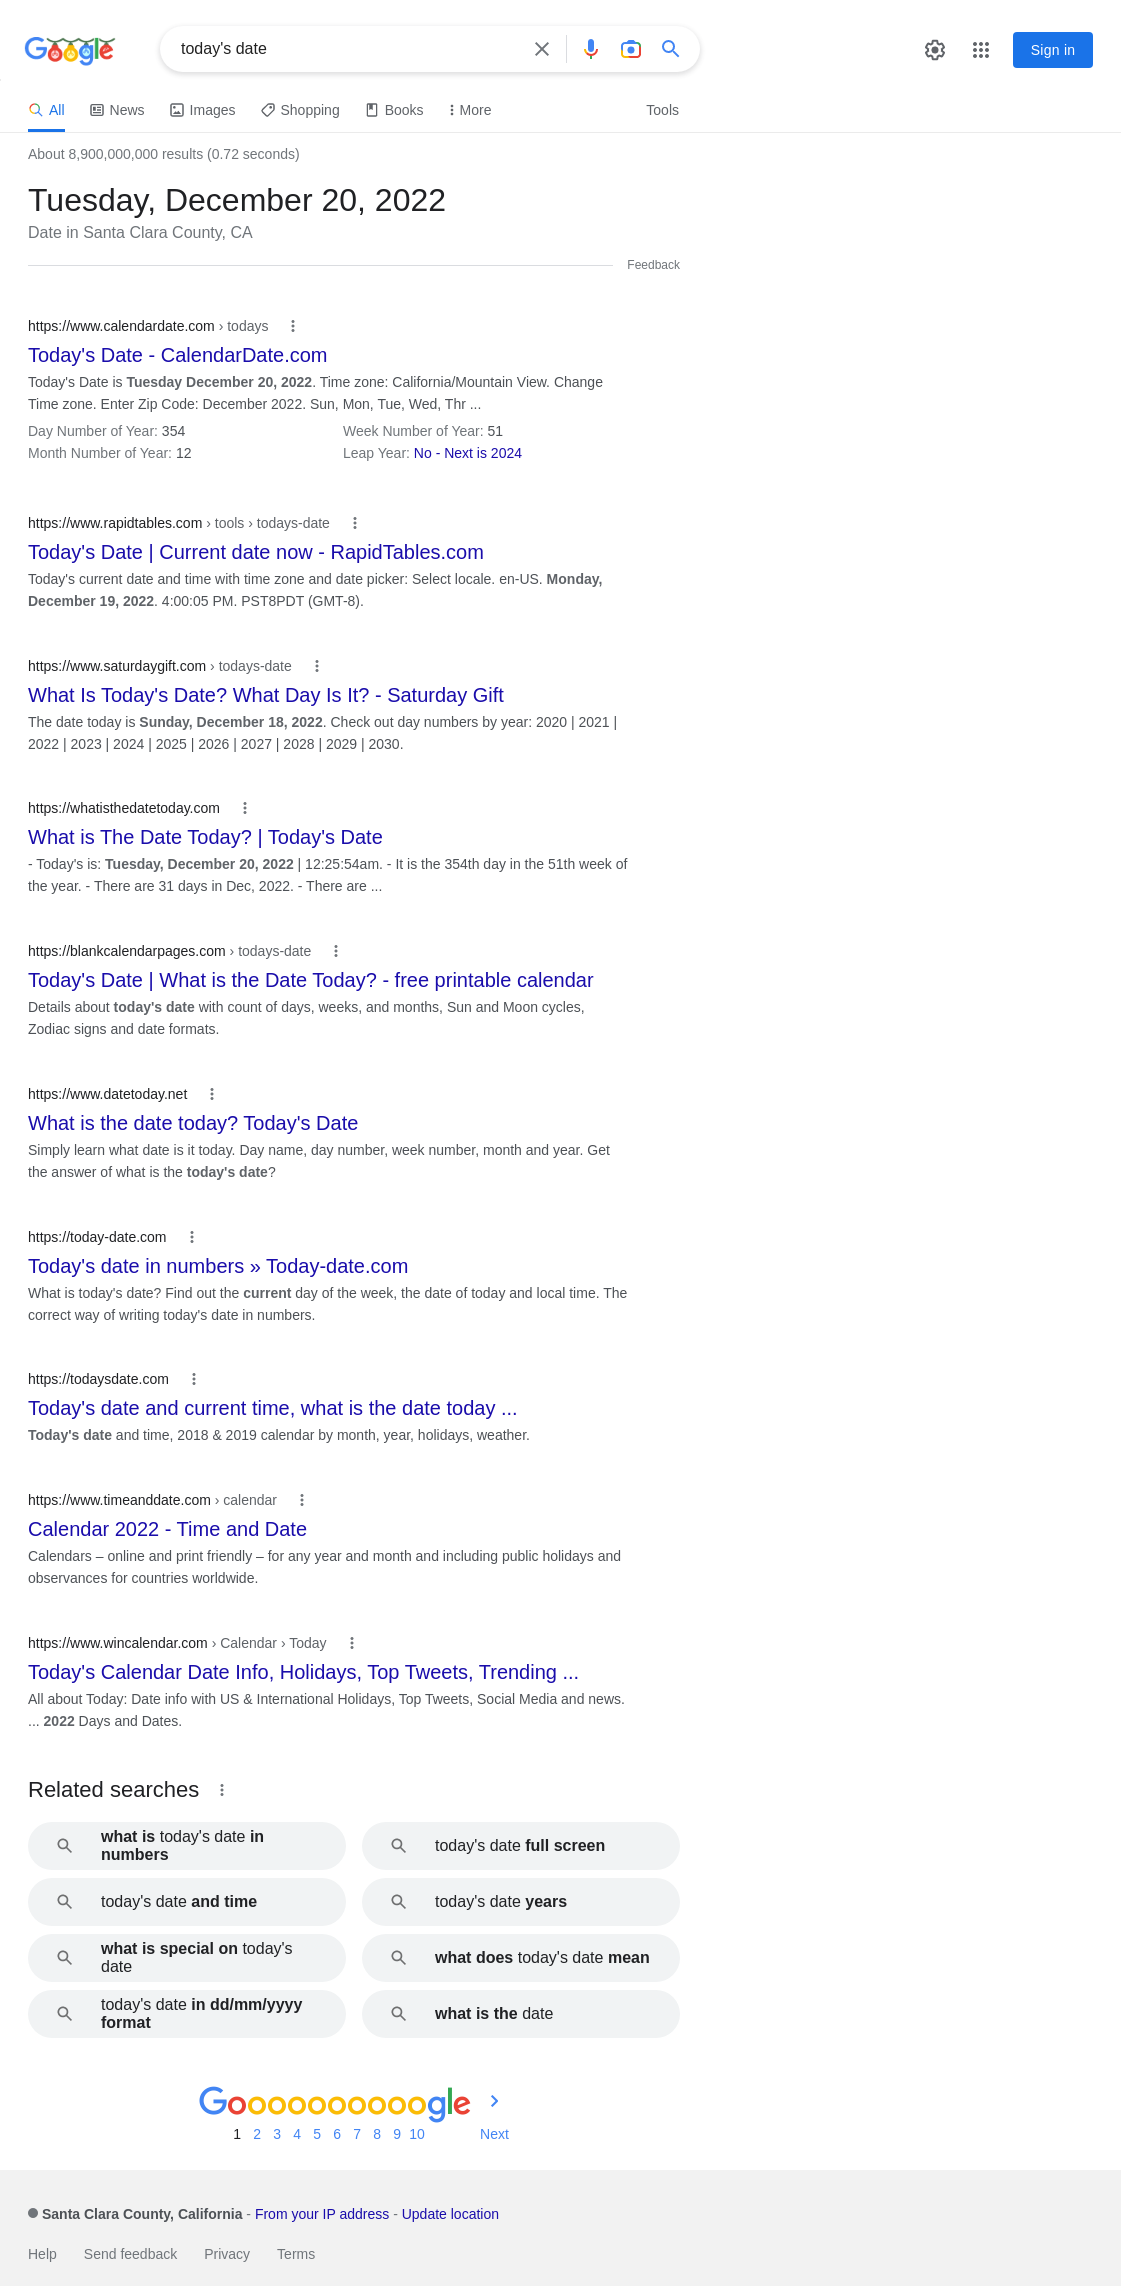 Google
today's date
Sign in
All
News
Images
Shopping
Books
More
Tools
About 8,900,000,000 results (0.72 seconds)
Tuesday, December 20, 2022
Date in Santa Clara County, CA
Feedback
https://www.calendardate.com › todays
Today's Date - CalendarDate.com
Today's Date is Tuesday December 20, 2022. Time zone: California/Mountain View. Change
Time zone. Enter Zip Code: December 2022. Sun, Mon, Tue, Wed, Thr ...
Day Number of Year: 354
Week Number of Year: 51
Month Number of Year: 12
Leap Year: No - Next is 2024
https://www.rapidtables.com › tools › todays-date
Today's Date | Current date now - RapidTables.com
Today's current date and time with time zone and date picker: Select locale. en-US. Monday,
December 19, 2022. 4:00:05 PM. PST8PDT (GMT-8).
https://www.saturdaygift.com › todays-date
What Is Today's Date? What Day Is It? - Saturday Gift
The date today is Sunday, December 18, 2022. Check out day numbers by year: 2020 | 2021 |
2022 | 2023 | 2024 | 2025 | 2026 | 2027 | 2028 | 2029 | 2030.
https://whatisthedatetoday.com
What is The Date Today? | Today's Date
- Today's is: Tuesday, December 20, 2022 | 12:25:54am. - It is the 354th day in the 51th week of
the year. - There are 31 days in Dec, 2022. - There are ...
https://blankcalendarpages.com › todays-date
Today's Date | What is the Date Today? - free printable calendar
Details about today's date with count of days, weeks, and months, Sun and Moon cycles,
Zodiac signs and date formats.
https://www.datetoday.net
What is the date today? Today's Date
Simply learn what date is it today. Day name, day number, week number, month and year. Get
the answer of what is the today's date?
https://today-date.com
Today's date in numbers » Today-date.com
What is today's date? Find out the current day of the week, the date of today and local time. The
correct way of writing today's date in numbers.
https://todaysdate.com
Today's date and current time, what is the date today ...
Today's date and time, 2018 & 2019 calendar by month, year, holidays, weather.
https://www.timeanddate.com › calendar
Calendar 2022 - Time and Date
Calendars – online and print friendly – for any year and month and including public holidays and
observances for countries worldwide.
https://www.wincalendar.com › Calendar › Today
Today's Calendar Date Info, Holidays, Top Tweets, Trending ...
All about Today: Date info with US & International Holidays, Top Tweets, Social Media and news.
... 2022 Days and Dates.
Related searches
what is today's date in
numbers
today's date full screen
today's date and time
today's date years
what is special on today's
date
what does today's date mean
today's date in dd/mm/yyyy
format
what is the date
Goooooooooogle
1 2 3 4 5 6 7 8 9 10 Next
Santa Clara County, California - From your IP address - Update location
Help Send feedback Privacy Terms